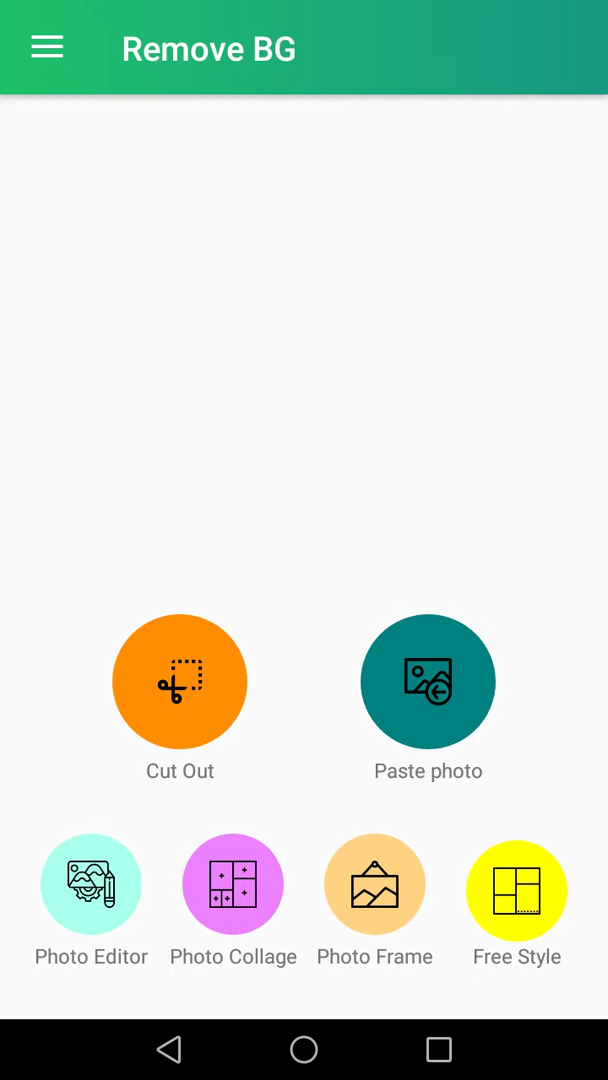 Remove BG
Cut Out
Paste photo
Photo Editor
Photo Collage
Photo Frame
Free Style